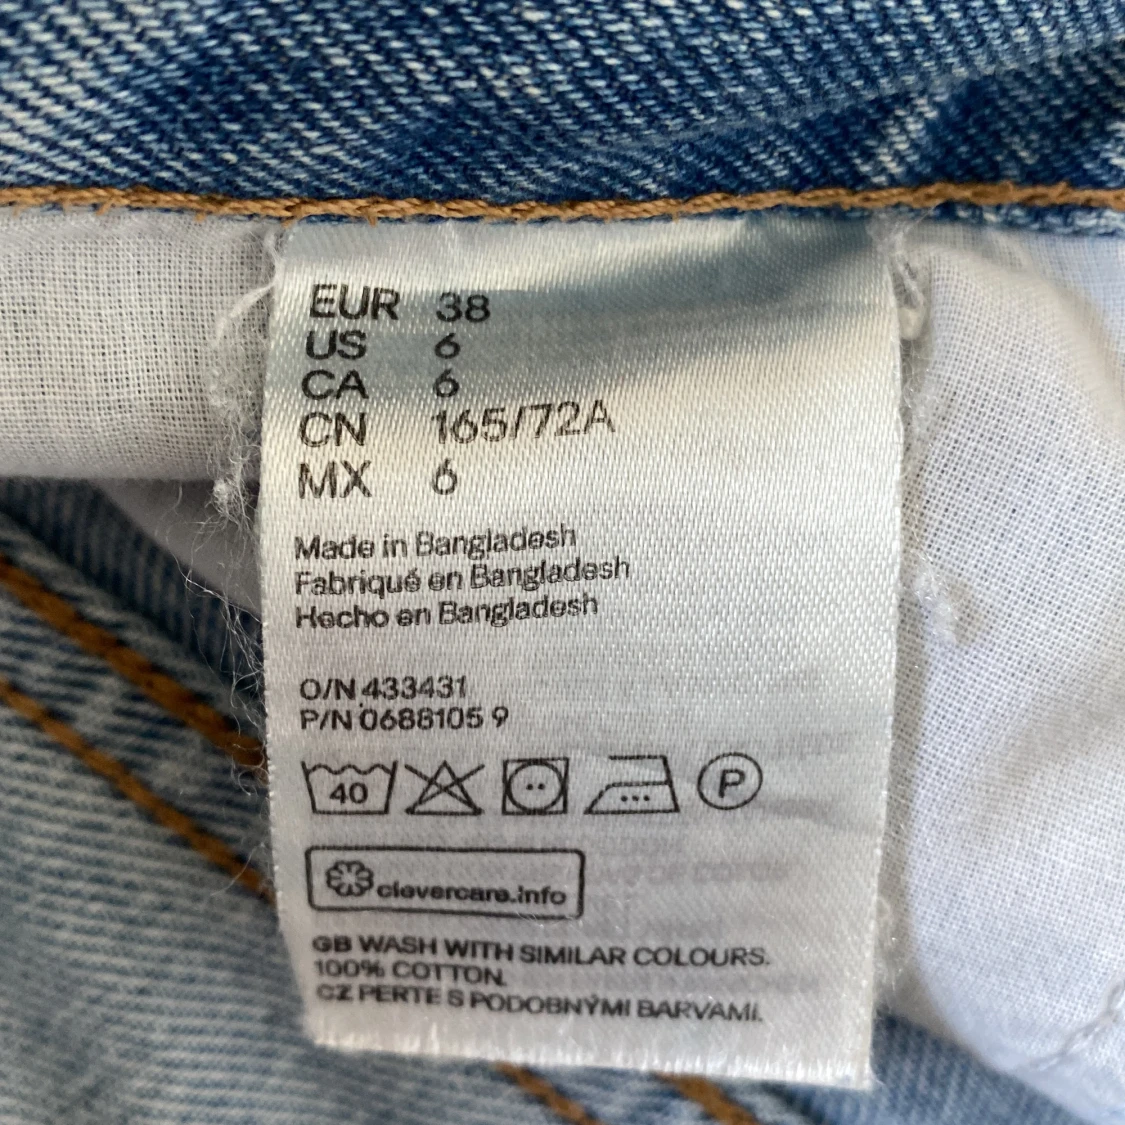 EUR 38
US 6
CA 6
CN 165/72A
MX 6
Made in Bangladesh
Fabriqué en Bangladesh
Hecho en Bangladesh
O/N 433431
P/N 0688105 9
40 P
clevercare.info
GB WASH WITH SIMILAR COLOURS.
100% COTTON.
CZ PERTE S PODOBNÝMI BARVAMI.